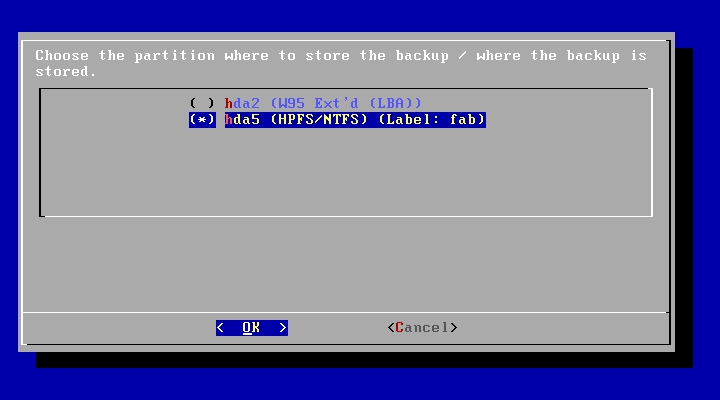 Choose the partition where to store the backup / where the backup is
stored.
( ) hda2 (W95 Ext'd (LBA))
(*) hda5 (HPFS/NTFS) (Label: fab)
< OK > <Cancel>